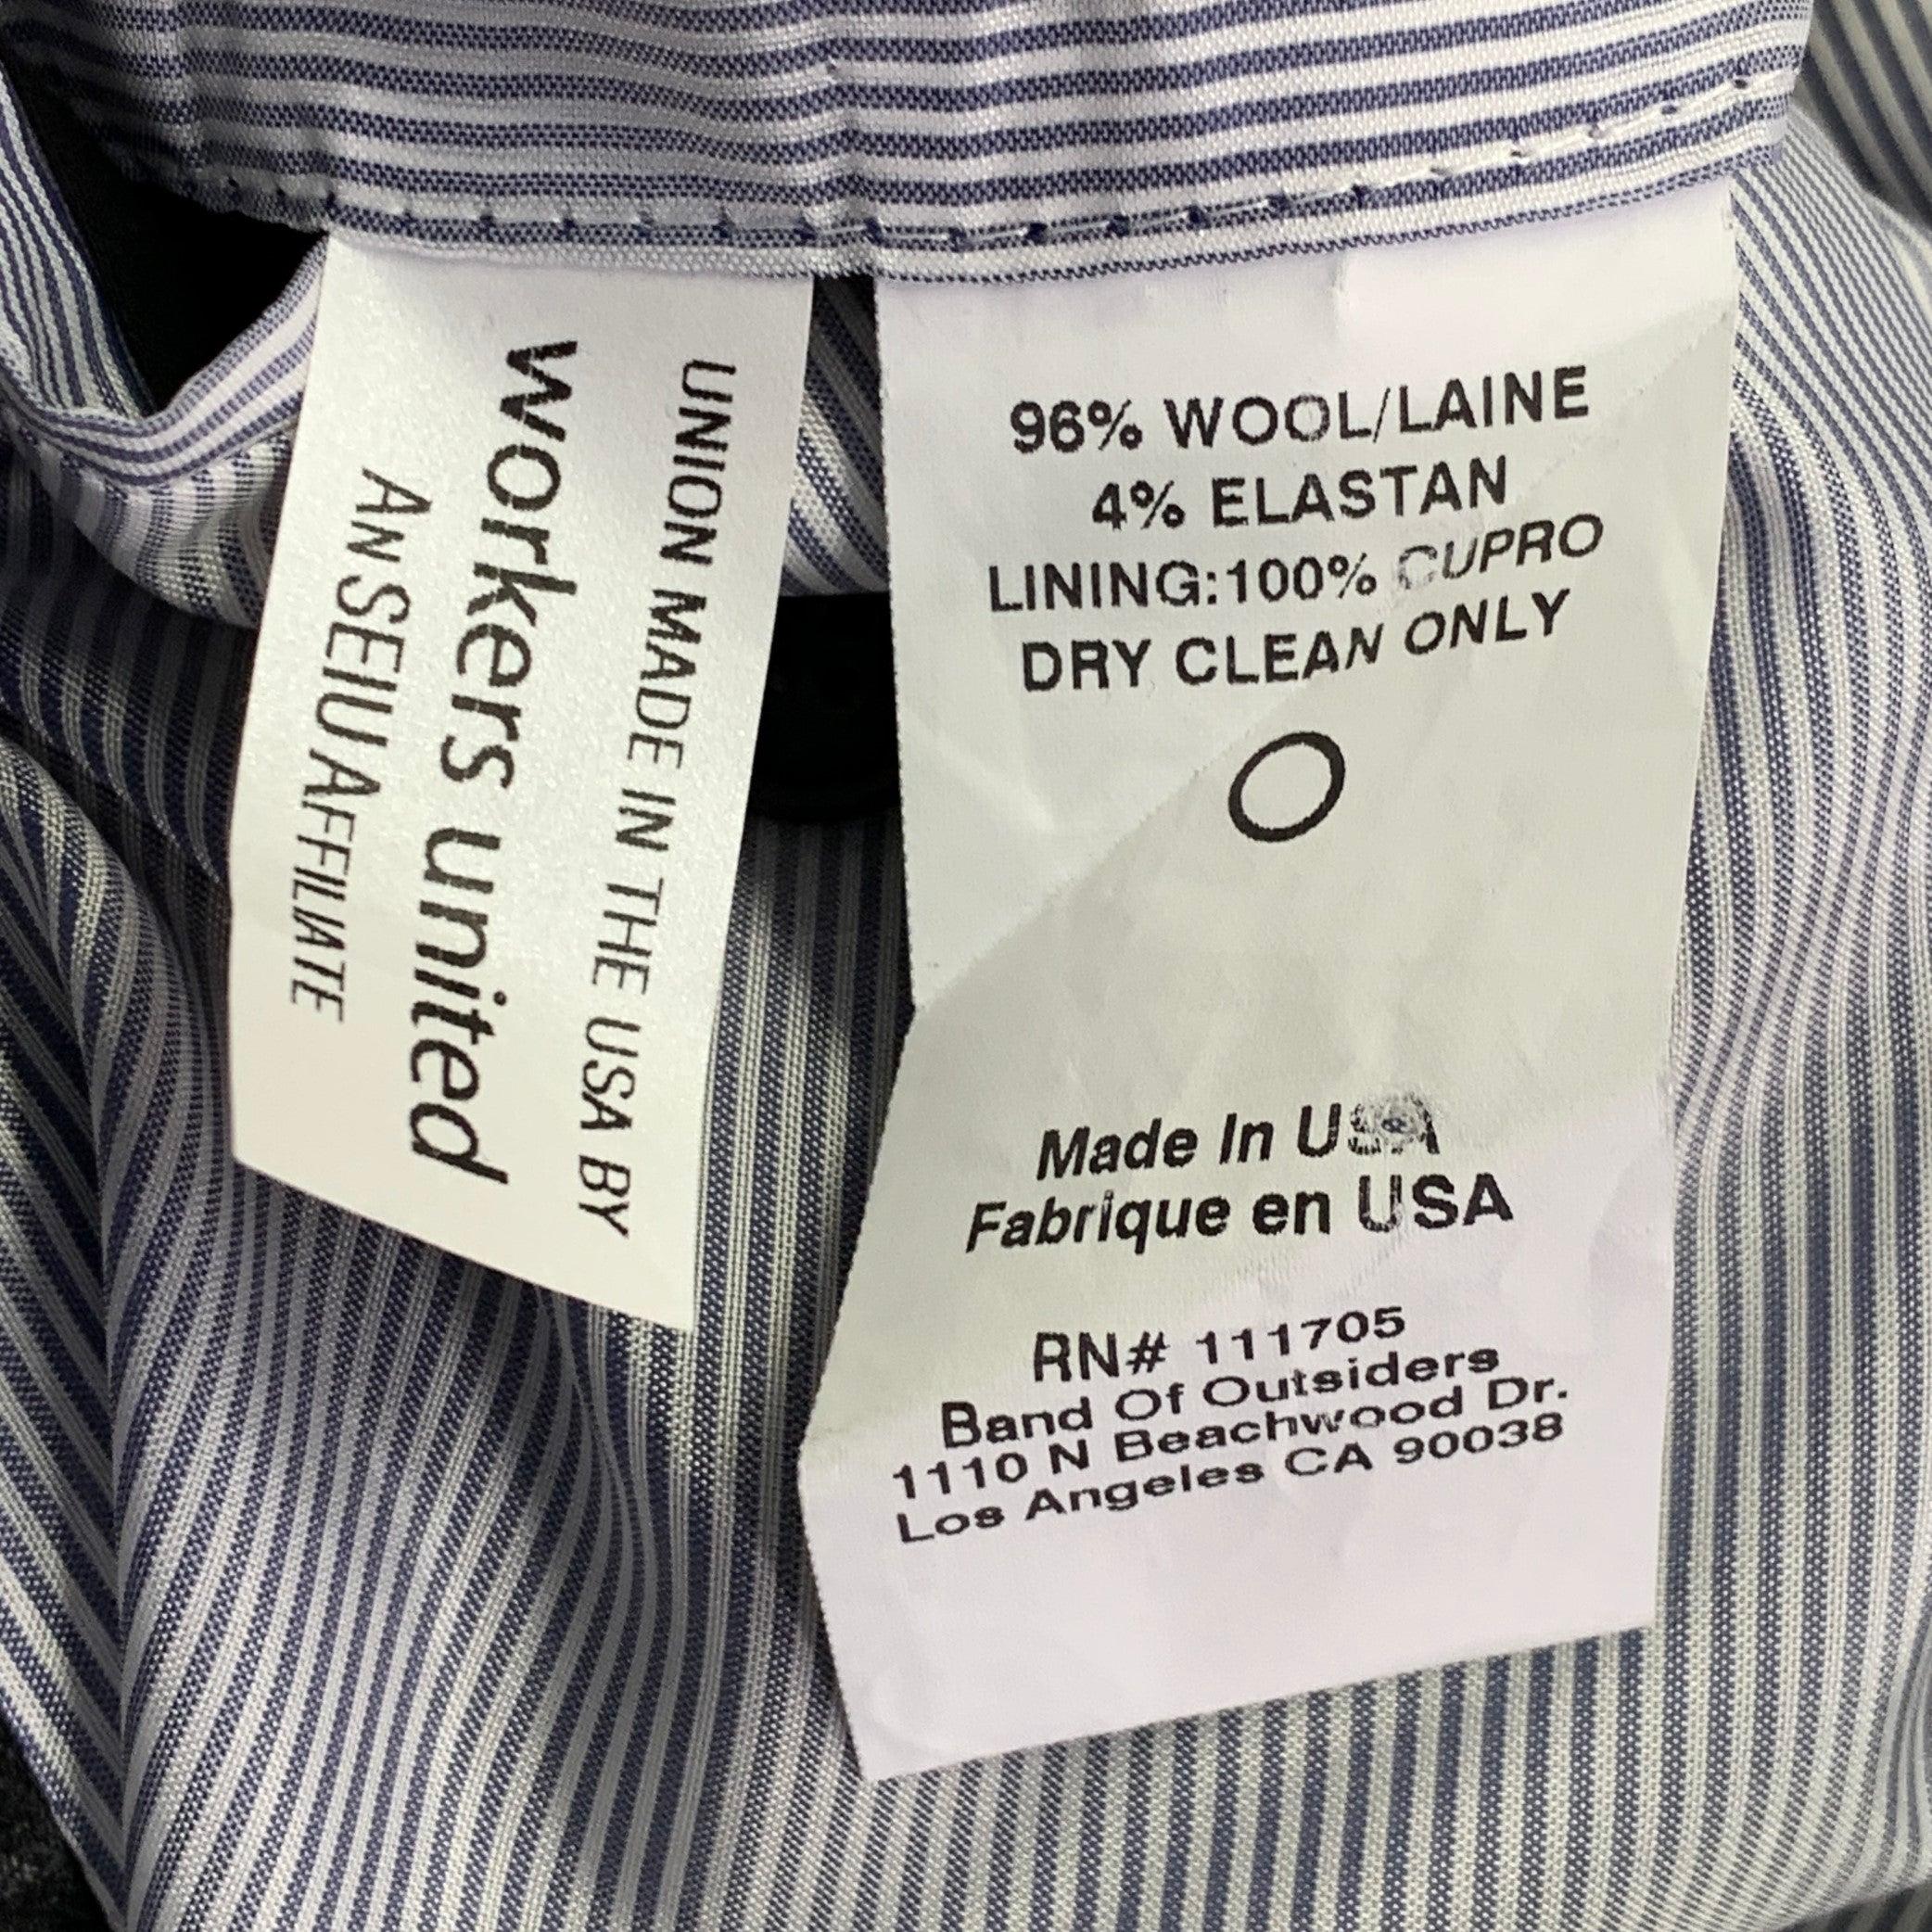 UNION MADE IN THE USA BY
workers united
AN SEIU AFFILIATE
96% WOOL/LAINE
4% ELASTAN
LINING:100% CUPRO
DRY CLEAN ONLY
Made In USA
Fabrique en USA
RN# 111705
Band Of Outsiders
1110 N Beachwood Dr.
Los Angeles CA 90038